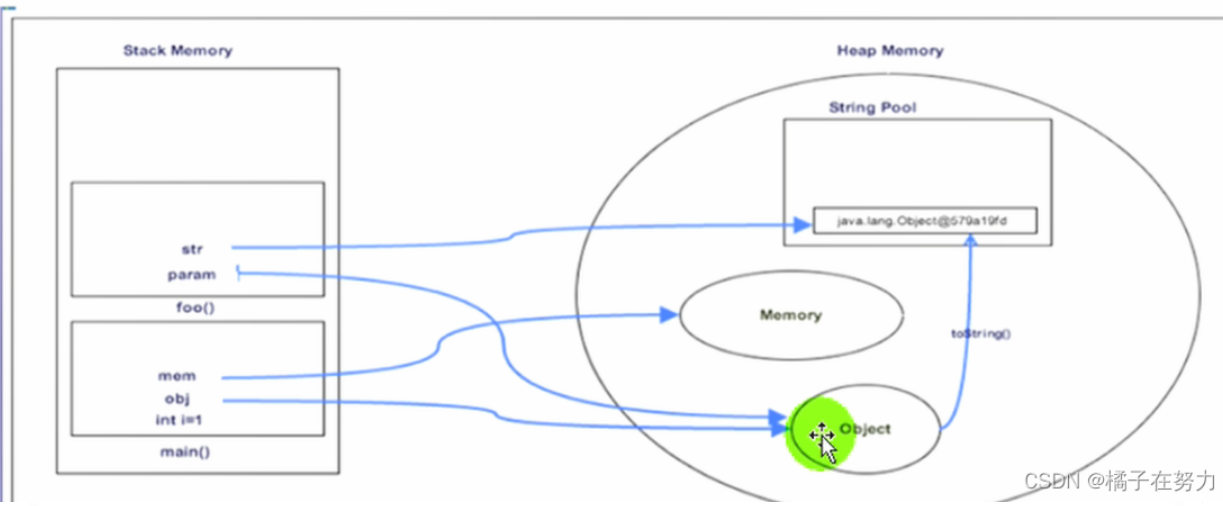 Stack Memory
Heap Memory
String Pool
java.lang.Object@579a19fd
str
param
foo()
Memory
toString()
mem
obj
int i=1
main()
Object
CSDN @橘子在努力